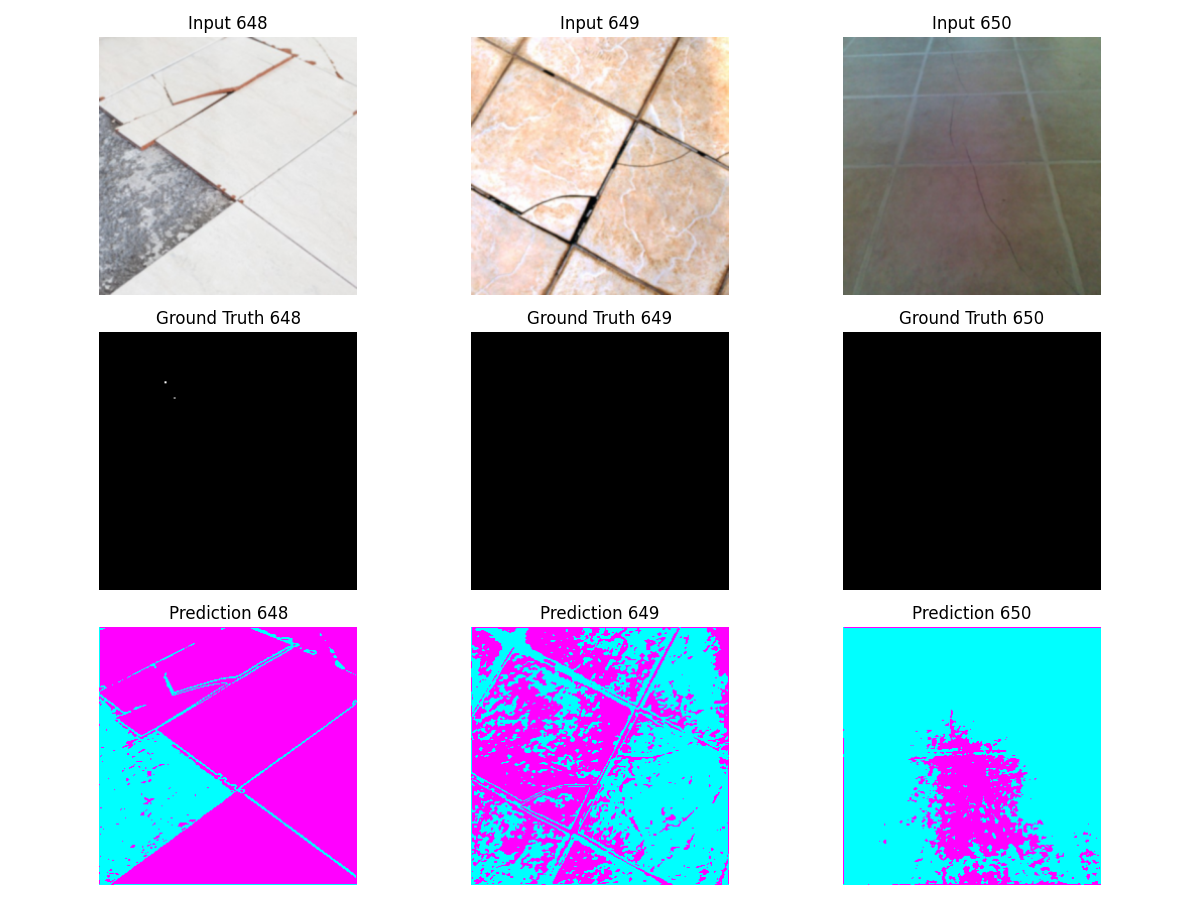 Input 648
Input 649
Input 650
Ground Truth 648
Ground Truth 649
Ground Truth 650
Prediction 648
Prediction 649
Prediction 650